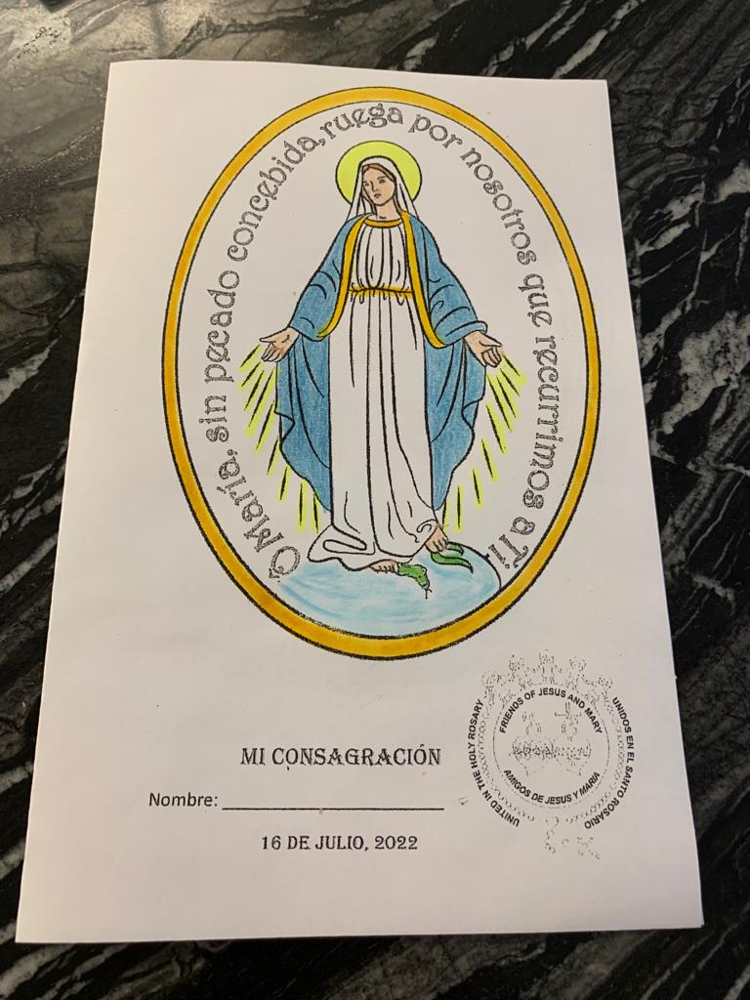 O María, sin pecado concebida, ruega por nosotros que recurrimos a Ti
MI CONSAGRACIÓN
Nombre:
16 DE JULIO, 2022
UNITED IN THE HOLY ROSARY
FRIENDS OF JESUS AND MARY
UNIDOS EN EL SANTO ROSARIO
AMIGOS DE JESUS Y MARIA